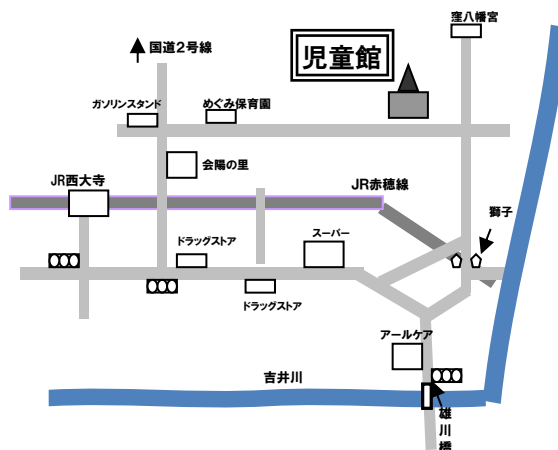 窪八幡宮
国道２号線
児童館
ガソリンスタンド
めぐみ保育園
会陽の里
JR西大寺
JR赤穂線
獅子
ドラッグストア
スーパー
ドラッグストア
アールケア
吉井川
雄川橋